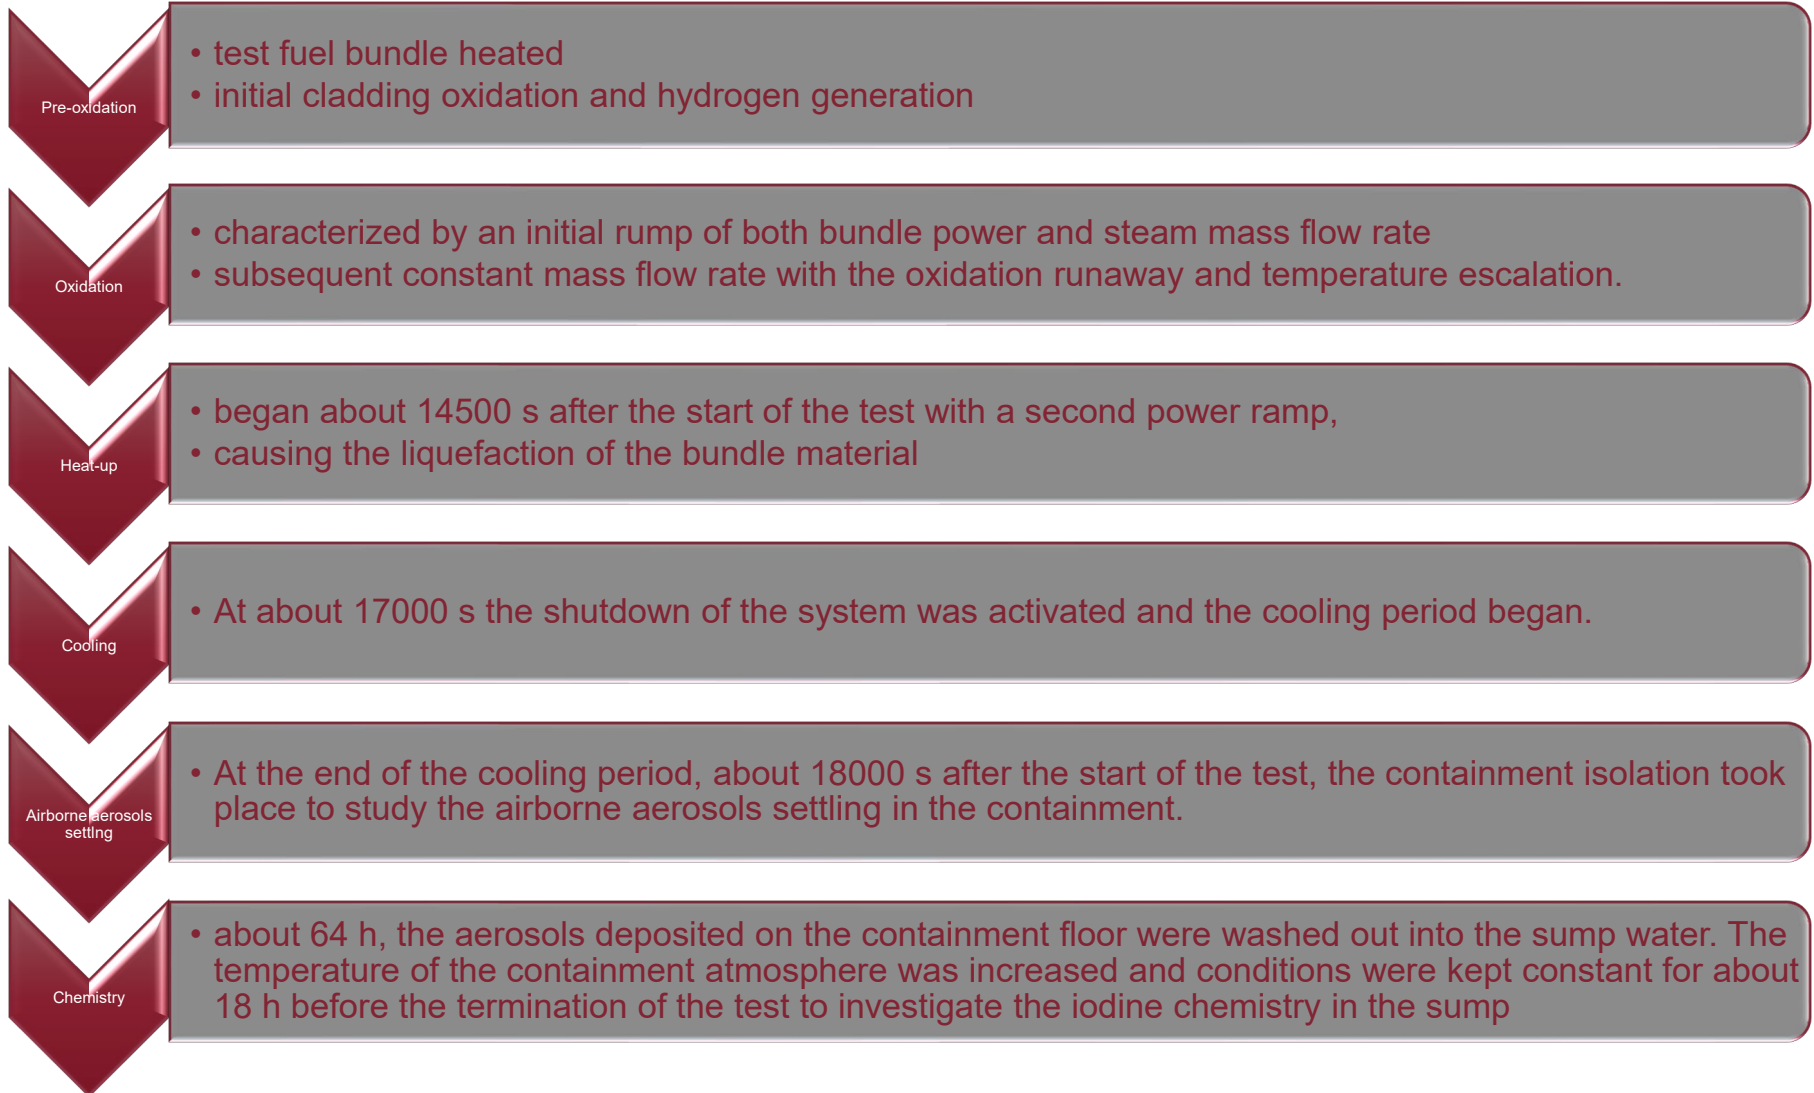 Pre-oxidation
• test fuel bundle heated
• initial cladding oxidation and hydrogen generation
Oxidation
• characterized by an initial rump of both bundle power and steam mass flow rate
• subsequent constant mass flow rate with the oxidation runaway and temperature escalation.
Heat-up
• began about 14500 s after the start of the test with a second power ramp,
• causing the liquefaction of the bundle material
Cooling
• At about 17000 s the shutdown of the system was activated and the cooling period began.
Airborne aerosols
settlng
• At the end of the cooling period, about 18000 s after the start of the test, the containment isolation took
place to study the airborne aerosols settling in the containment.
Chemistry
• about 64 h, the aerosols deposited on the containment floor were washed out into the sump water. The
temperature of the containment atmosphere was increased and conditions were kept constant for about
18 h before the termination of the test to investigate the iodine chemistry in the sump